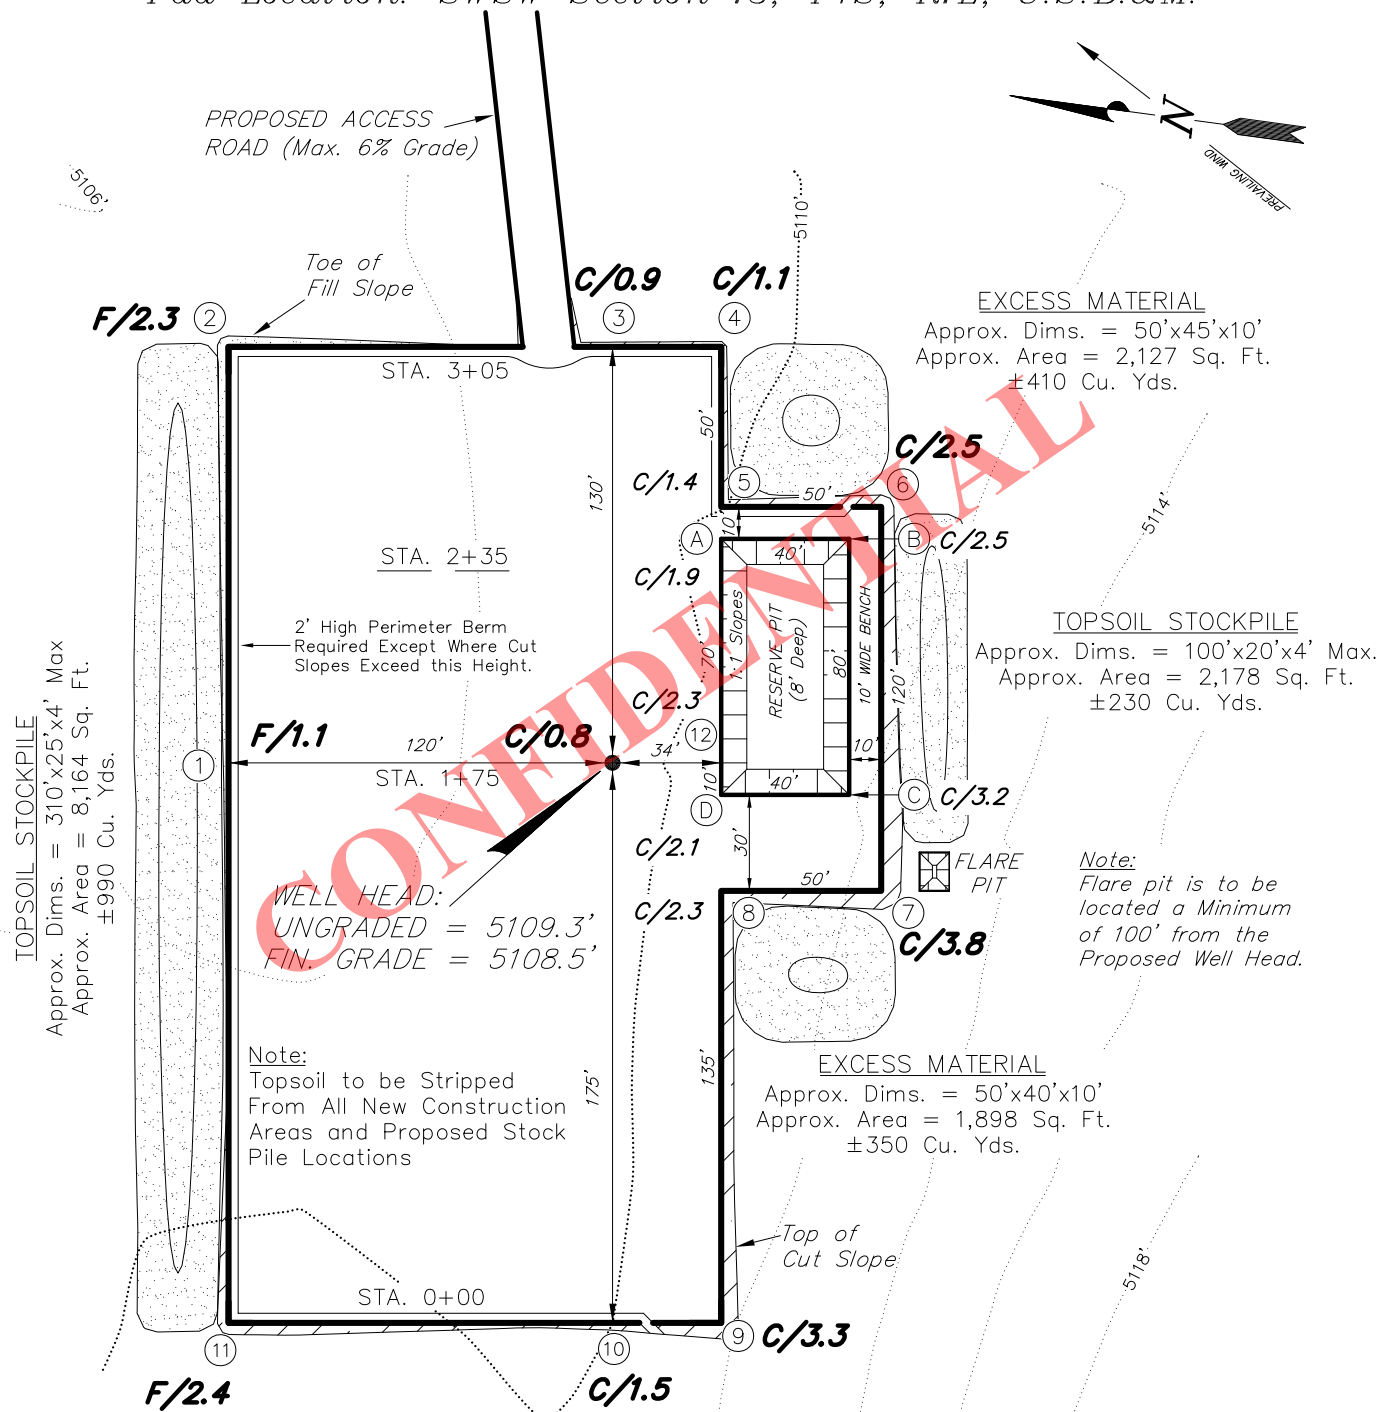 PROPOSED ACCESS
ROAD (Max. 6% Grade)
N
PREVAILING WIND
5106'
5110'
Toe of
Fill Slope
C/0.9
C/1.1
F/2.3
2
3
4
EXCESS MATERIAL
Approx. Dims. = 50'x45'x10'
Approx. Area = 2,127 Sq. Ft.
±410 Cu. Yds.
STA. 3+05
50'
C/2.5
C/1.4
5
50'
6
130'
10'
5114'
A
B
C/2.5
40'
STA. 2+35
C/1.9
2' High Perimeter Berm
Required Except Where Cut
Slopes Exceed this Height.
1:1 Slopes
RESERVE PIT
(8' Deep)
70'
80'
10' WIDE BENCH
120'
TOPSOIL STOCKPILE
Approx. Dims. = 100'x20'x4' Max.
Approx. Area = 2,178 Sq. Ft.
±230 Cu. Yds.
C/2.3
12
F/1.1
C/0.8
120'
34'
10'
1
STA. 1+75
10'
40'
D
C
C/3.2
TOPSOIL STOCKPILE
Approx. Dims. = 310'x25'x4' Max
Approx. Area = 8,164 Sq. Ft.
±990 Cu. Yds.
C/2.1
30'
FLARE
PIT
Note:
Flare pit is to be
located a Minimum
of 100' from the
Proposed Well Head.
50'
WELL HEAD:
UNGRADED = 5109.3'
FIN. GRADE = 5108.5'
C/2.3
8
7
C/3.8
CONFIDENTIAL
Note:
Topsoil to be Stripped
From All New Construction
Areas and Proposed Stock
Pile Locations
175'
135'
EXCESS MATERIAL
Approx. Dims. = 50'x40'x10'
Approx. Area = 1,898 Sq. Ft.
±350 Cu. Yds.
Top of
Cut Slope
5118'
STA. 0+00
11
10
9
C/3.3
F/2.4
C/1.5